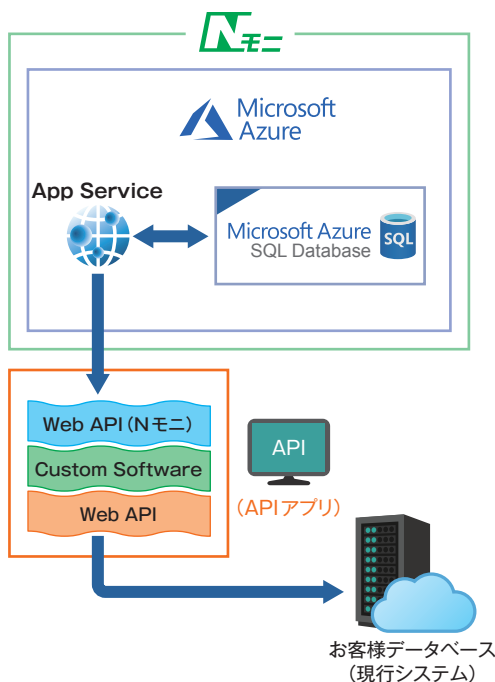 Nモニ
Microsoft
Azure
App Service
Microsoft Azure
SQL Database
SQL
Web API（Nモニ）
Custom Software
Web API
API
（APIアプリ）
お客様データベース
（現行システム）